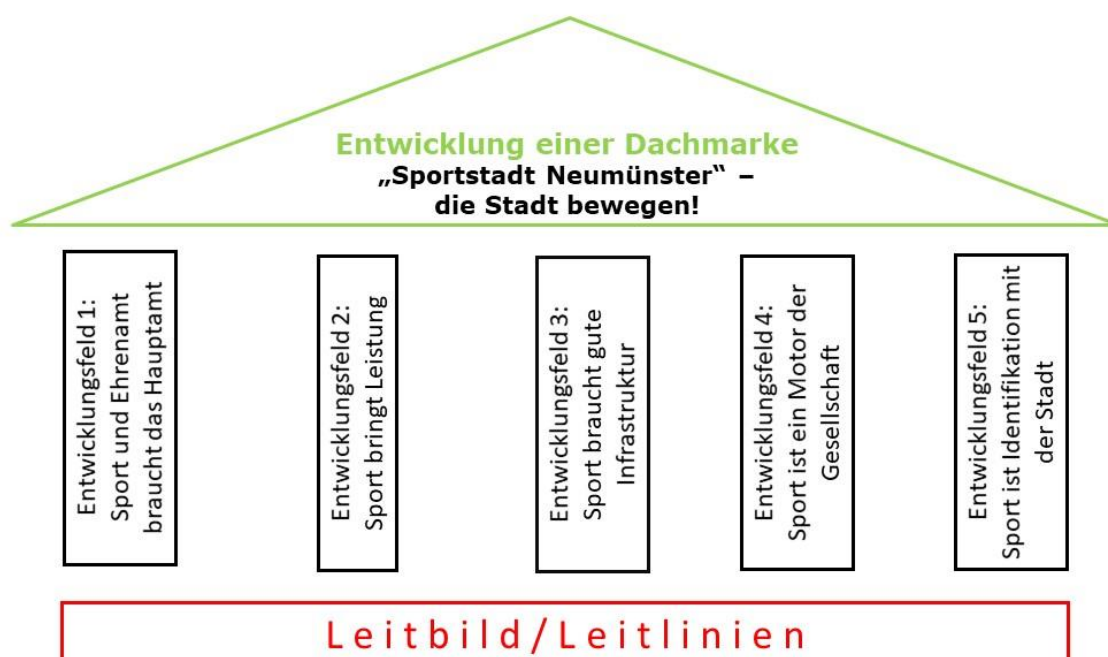 Entwicklung einer Dachmarke
„Sportstadt Neumünster“ –
die Stadt bewegen!
Entwicklungsfeld 1:
Sport und Ehrenamt
braucht das Hauptamt
Entwicklungsfeld 2:
Sport bringt Leistung
Entwicklungsfeld 3:
Sport braucht gute
Infrastruktur
Entwicklungsfeld 4:
Sport ist ein Motor der
Gesellschaft
Entwicklungsfeld 5:
Sport ist Identifikation mit
der Stadt
Leitbild/Leitlinien